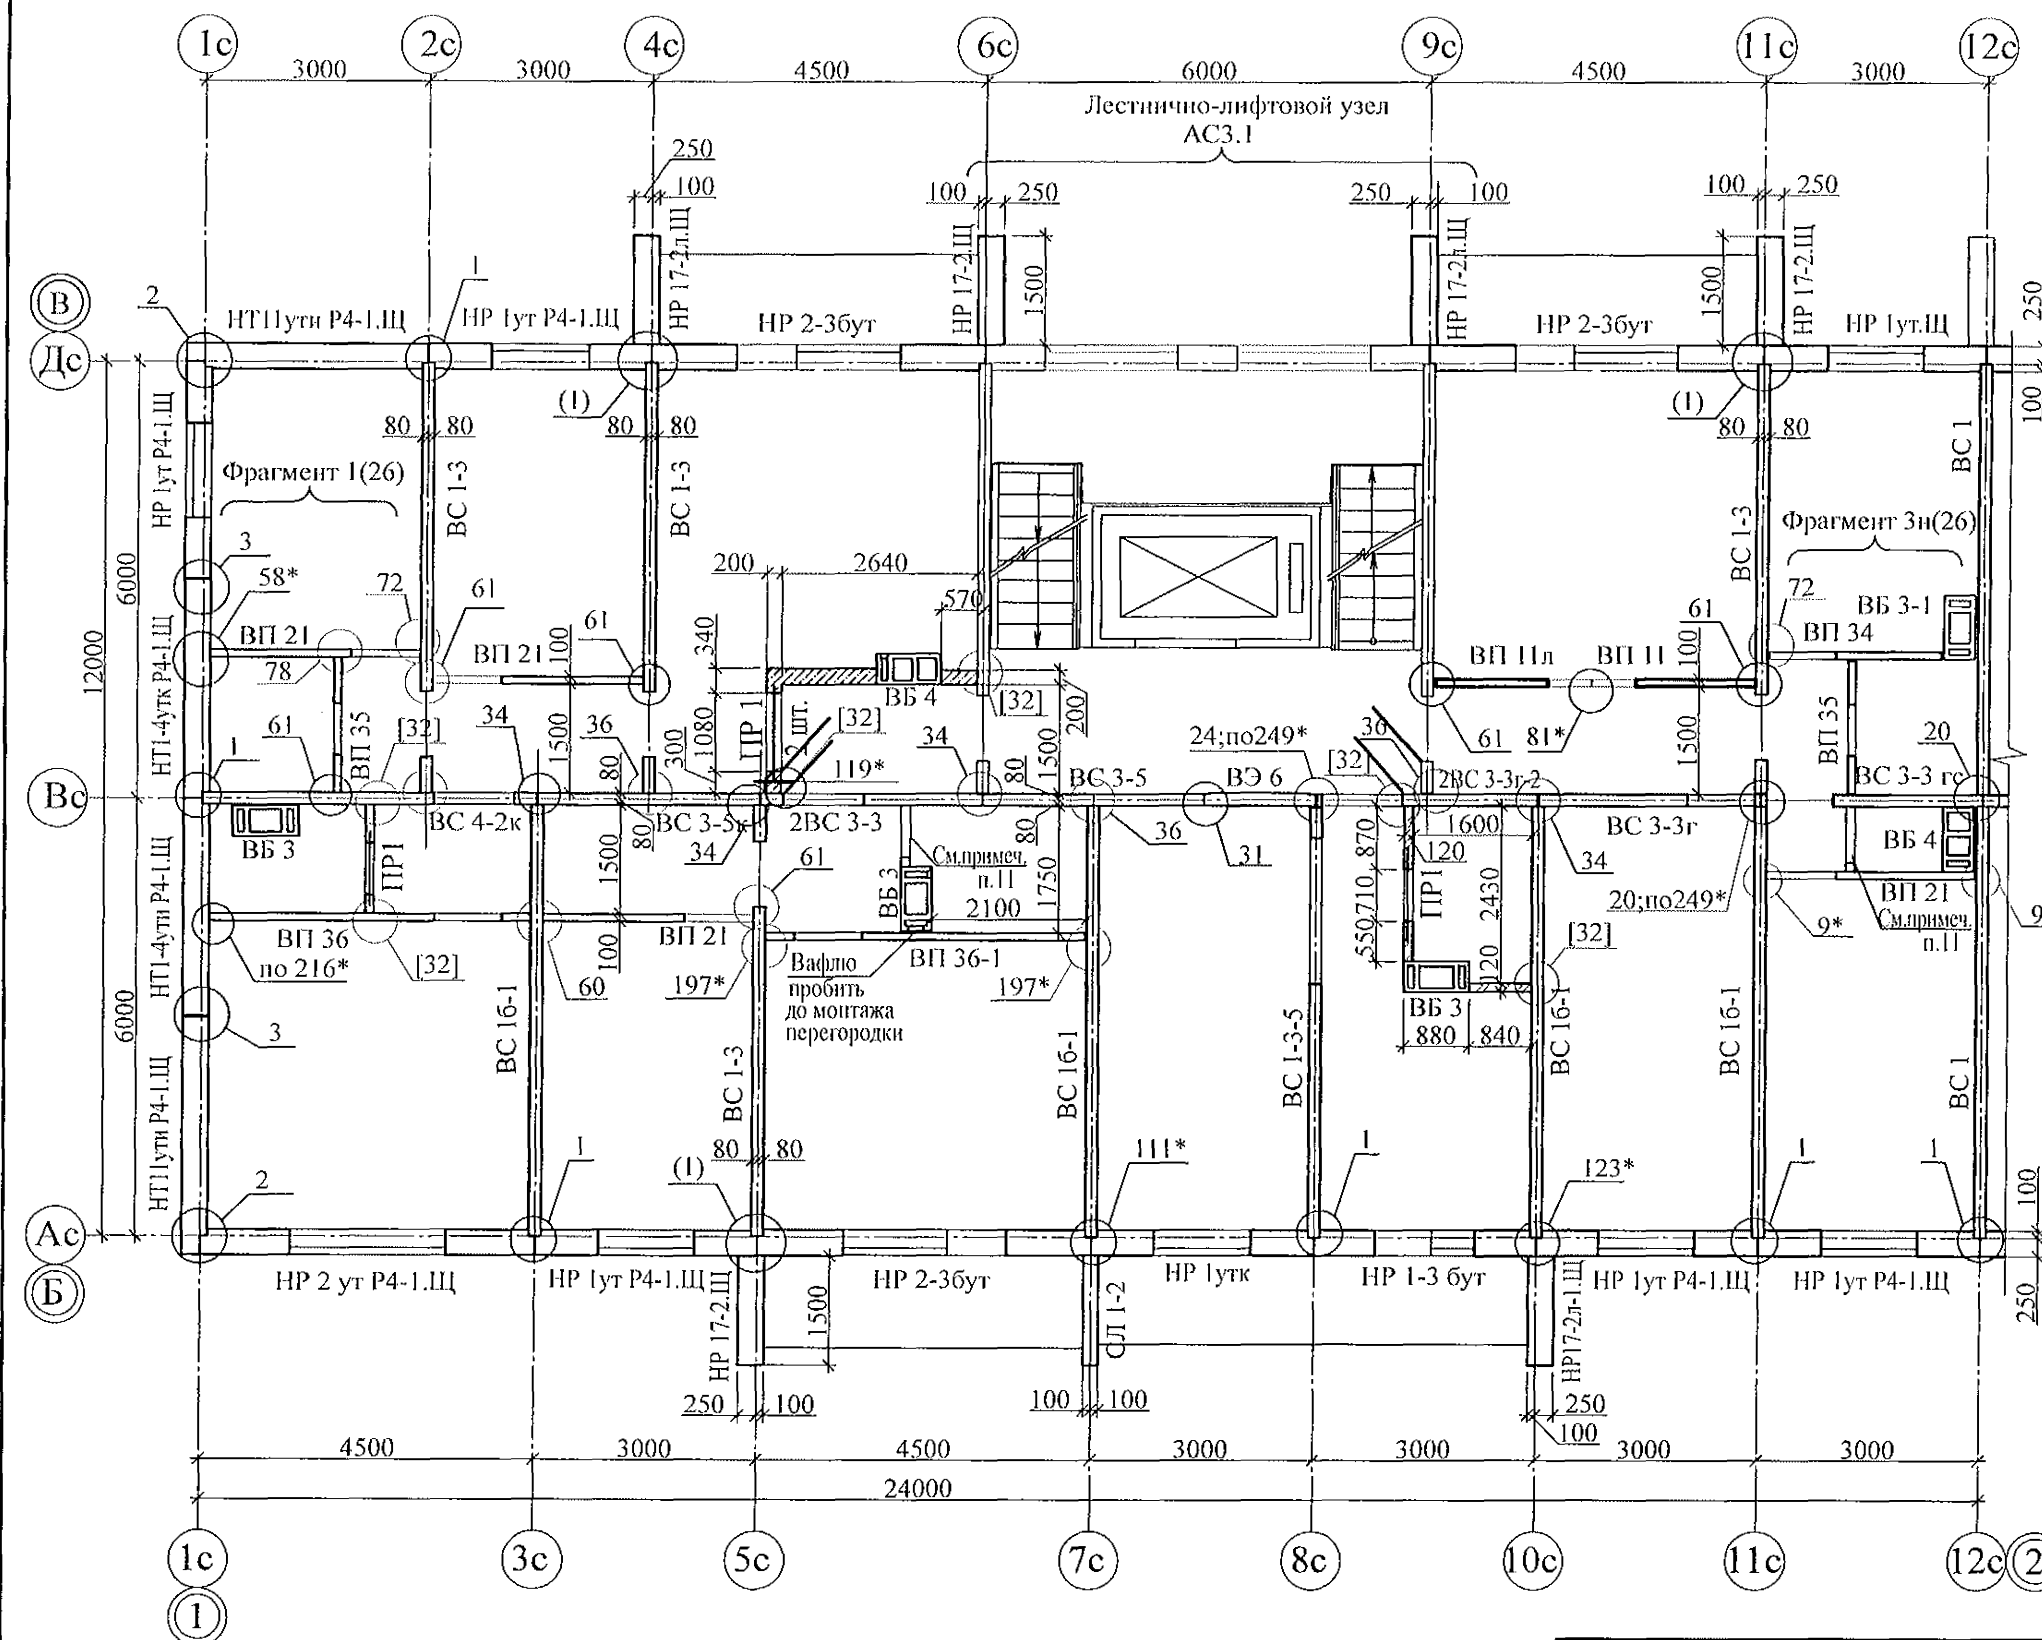 1с 2с 4с 6с 9с 11с 12с
3000 3000 4500 6000 4500 3000
Лестнично-лифтовой узел
АС3.1
250
100
100 250
250 100
100 250
НР 17-2л.Щ
НР 17-2.Щ
НР 17-2л.Щ
НР 17-2.Щ
1500
1500
250
В
2
1
НТ11ути Р4-1.Щ
НР 1ут Р4-1.Щ
НР 2-3бут
НР 2-3бут
НР 1ут.Щ
Дс
(1)
(1)
100
80 80
80 80
80 80
НР 1ут Р4-1.Щ
Фрагмент 1(26)
ВС 1-3
ВС 1-3
ВС 1-3
ВС 1
Фрагмент 3н(26)
3
58*
72
61
200
2640
570
72
ВБ 3-1
61
61
12000
6000
НТ1-4утк Р4-1.Щ
ВП 21
78
ВП 21
100
340
ВБ 4
[32]
200
ВП 11л
ВП 11
100
ВП 34
1
61
ВП 35
[32]
34
1500
36
300
1080
ПР 1
2 шт.
[32]
34
1500
24;по249*
[32]
36
61
81*
1500
ВП 35
20
Вс
80
119*
80
ВС 3-5
ВЭ 6
2ВС 3-3г-2
ВС 3-3 гс
ВБ 3
ВС 4-2к
80
ВС 3-5к
34
2ВС 3-3
80
36
31
870
1600
120
ВС 3-3г
34
ВБ 4
ПР1
1500
61
См.примеч.
п.11
1750
ВБ 3
2100
710
ПР1
2430
20;по249*
ВП 21
НТ1-4ути Р4-1.Щ
ВП 36
по 216*
[32]
60
100
ВП 21
197*
Вафлю
пробить
до монтажа
перегородки
ВП 36-1
197*
550
120
[32]
9*
См.примеч.
п.11
9
3
6000
ВБ 3
880 840
ВС 1б-1
ВС 1-3
ВС 1б-1
ВС 1-3-5
ВС 1б-1
ВС 1б-1
ВС 1
НТ11ути Р4-1.Щ
2
1
80 80
(1)
111*
1
123*
1
1
100
Ас
Б
НР 2 ут Р4-1.Щ
НР 1ут Р4-1.Щ
НР 17-2.Щ
1500
НР 2-3бут
СЛ 1-2
НР 1утк
НР 1-3 бут
НР17-2л-1.Щ
НР 1ут Р4-1.Щ
НР 1ут Р4-1.Щ
250
250 100
100 100
250
100
4500 3000 4500 3000 3000 3000 3000
24000
1с 3с 5с 7с 8с 10с 11с 12с 2
1